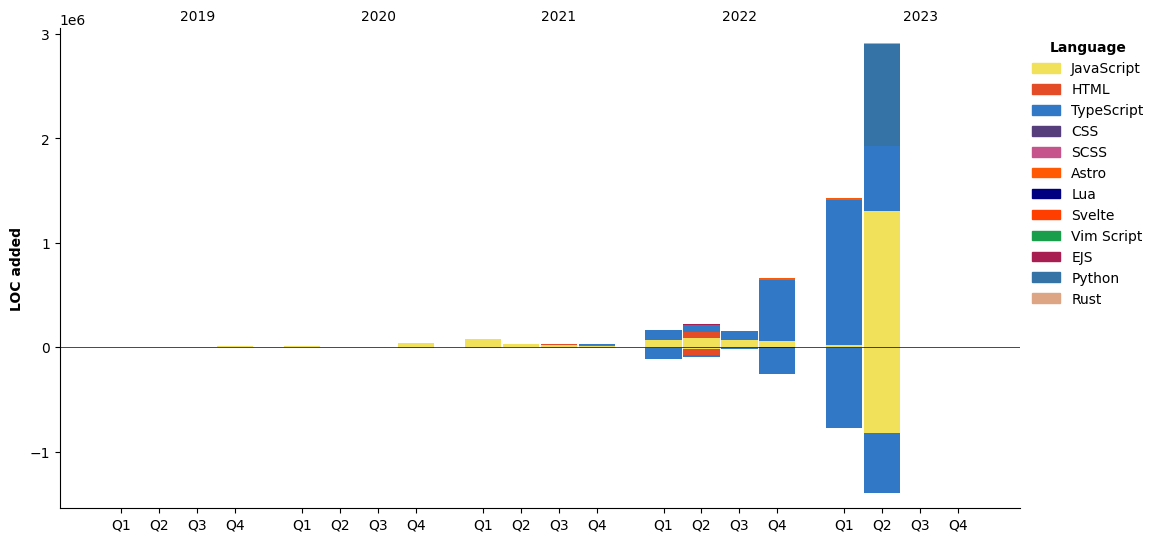 2019 2020 2021 2022 2023
1e6
3
2
1
0
−1
LOC added
Q1 Q2 Q3 Q4 Q1 Q2 Q3 Q4 Q1 Q2 Q3 Q4 Q1 Q2 Q3 Q4 Q1 Q2 Q3 Q4
Language
JavaScript
HTML
TypeScript
CSS
SCSS
Astro
Lua
Svelte
Vim Script
EJS
Python
Rust